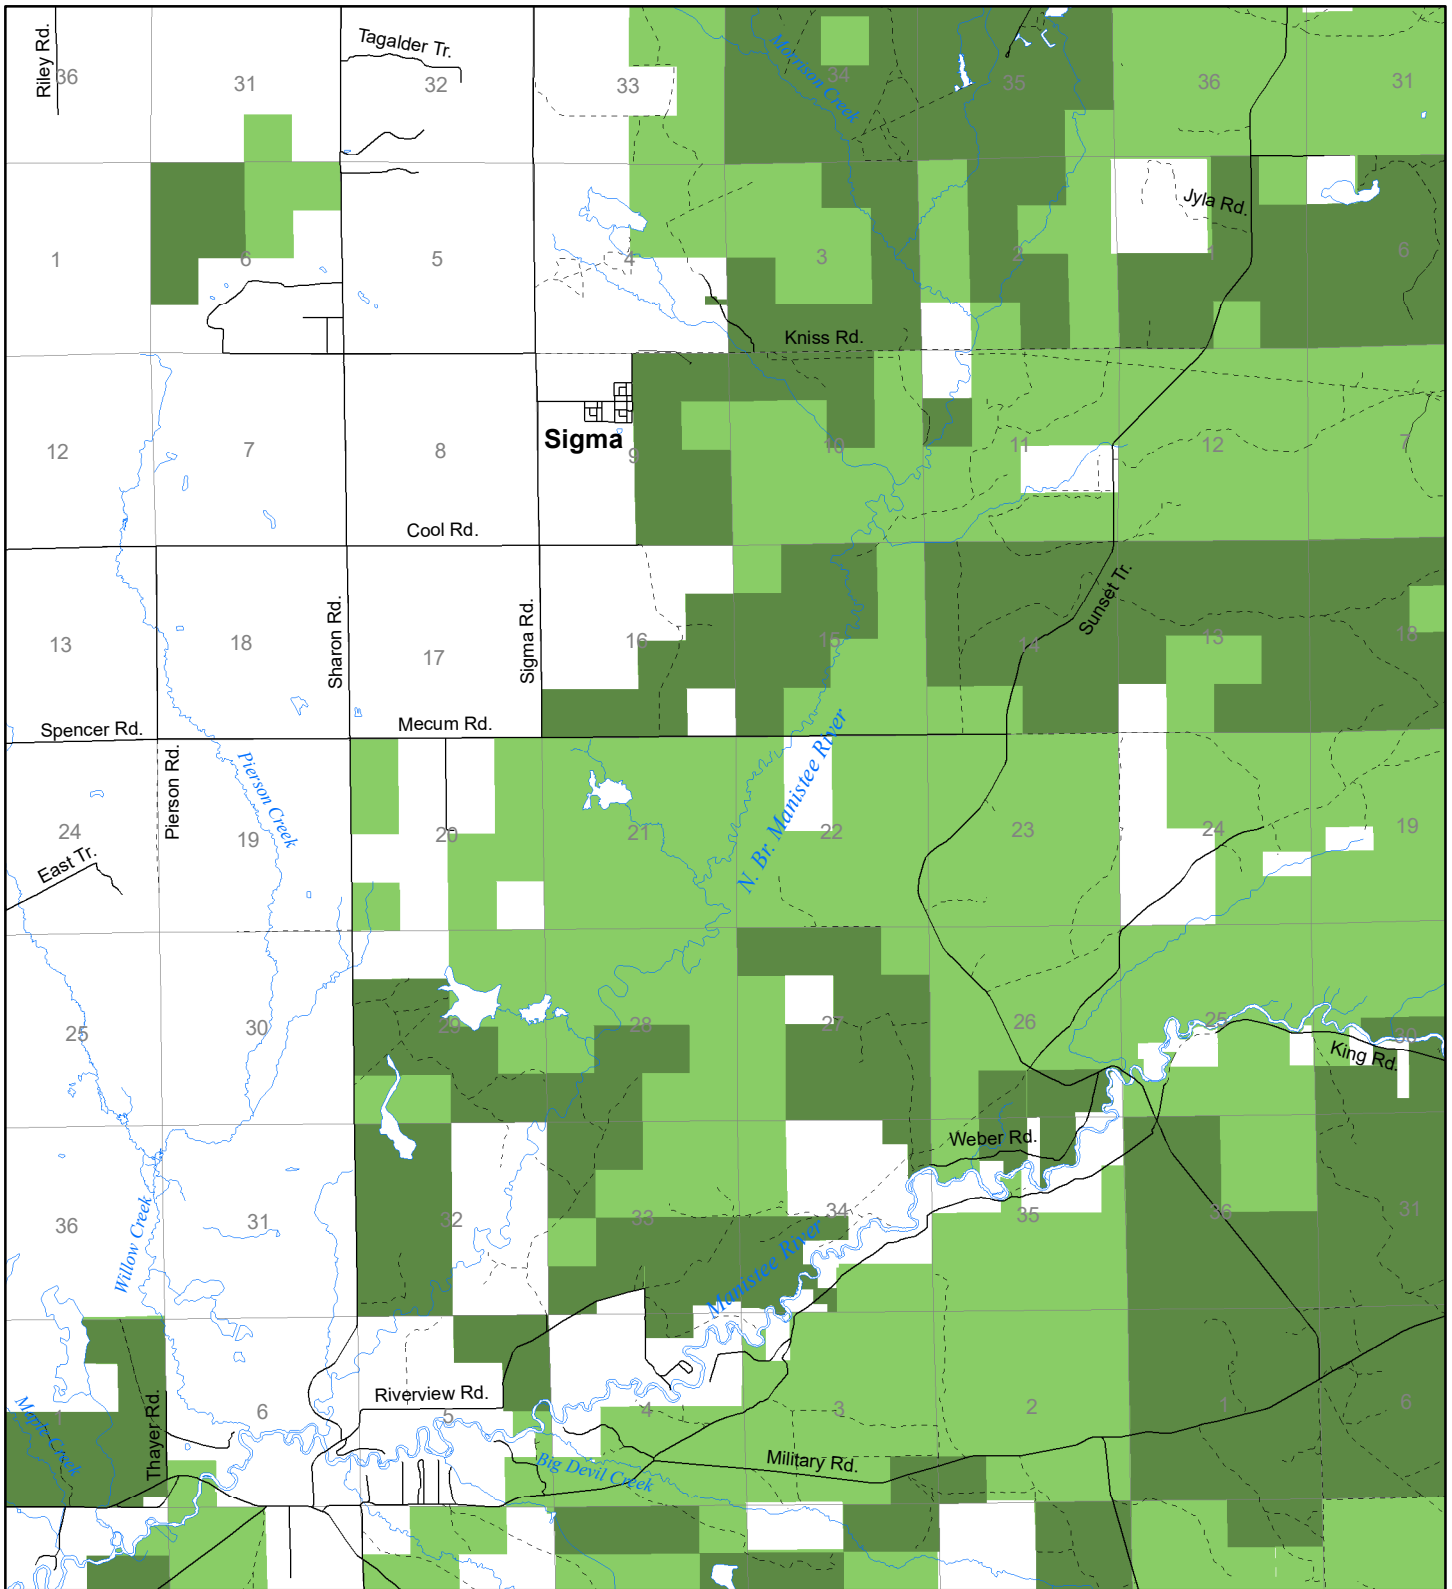 Riley Rd.
Tagalder Tr.
Morrison Creek
36
31
32
33
34
35
36
31
Jyla Rd.
1
6
5
4
3
2
1
6
Kniss Rd.
Sigma
12
7
8
9
10
11
12
7
Cool Rd.
Sunset Tr.
13
18
Sharon Rd.
17
Sigma Rd.
16
15
14
13
18
Spencer Rd.
Mecum Rd.
Pierson Rd.
Pierson Creek
N. Br. Manistee River
24
19
20
21
22
23
24
19
East Tr.
25
30
29
28
27
26
25
30
King Rd.
Weber Rd.
36
Willow Creek
31
32
33
34
35
36
31
Manistee River
Riverview Rd.
Maple Creek
1
Thayer Rd.
6
5
4
3
2
1
6
Big Devil Creek
Military Rd.